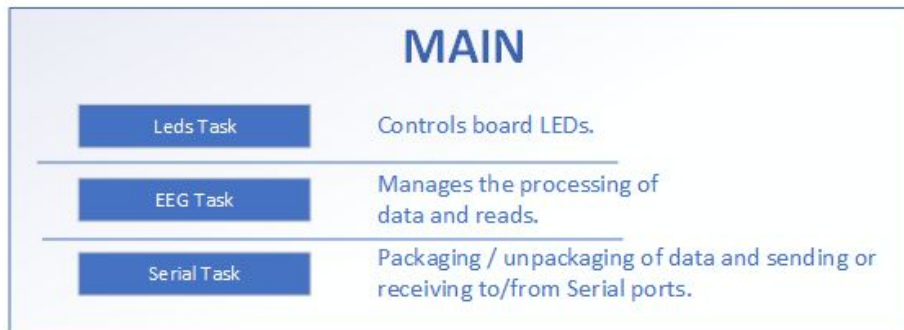 MAIN
Leds Task
Controls board LEDs.
EEG Task
Manages the processing of
data and reads.
Serial Task
Packaging / unpackaging of data and sending or
receiving to/from Serial ports.